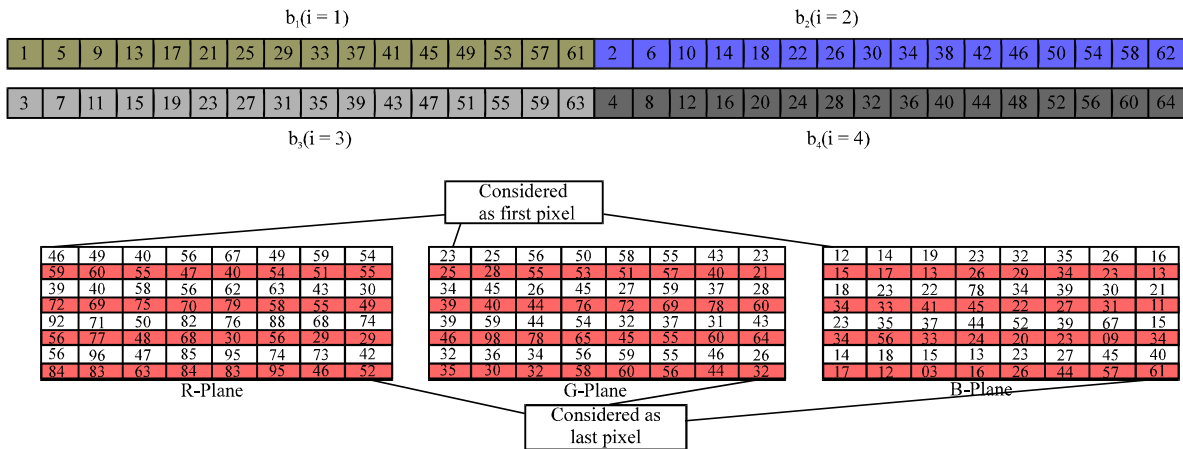 b₁(i = 1) b₂(i = 2)
1 5 9 13 17 21 25 29 33 37 41 45 49 53 57 61 2 6 10 14 18 22 26 30 34 38 42 46 50 54 58 62
3 7 11 15 19 23 27 31 35 39 43 47 51 55 59 63 4 8 12 16 20 24 28 32 36 40 44 48 52 56 60 64
b₃(i = 3) b₄(i = 4)
Considered
as first pixel
46 49 40 56 67 49 59 54
59 60 55 47 40 54 51 55
39 40 58 56 62 63 43 30
72 69 75 70 79 58 55 49
92 71 50 82 76 88 68 74
56 77 48 68 30 56 29 29
56 96 47 85 95 74 73 42
84 83 63 84 83 95 46 52
R-Plane
23 25 56 50 58 55 43 23
25 28 55 53 51 57 40 21
34 45 26 45 27 59 37 28
39 40 44 76 72 69 78 60
39 59 44 54 32 37 31 43
46 98 78 65 45 55 60 64
32 36 34 56 59 55 46 26
35 30 32 58 60 56 44 32
G-Plane
12 14 19 23 32 35 26 16
15 17 13 26 29 34 23 13
18 23 22 78 34 39 30 21
34 33 41 45 22 27 31 11
23 35 37 44 52 39 67 15
34 56 33 24 20 23 09 34
14 18 15 13 23 27 45 40
17 12 03 16 26 44 57 61
B-Plane
Considered as
last pixel